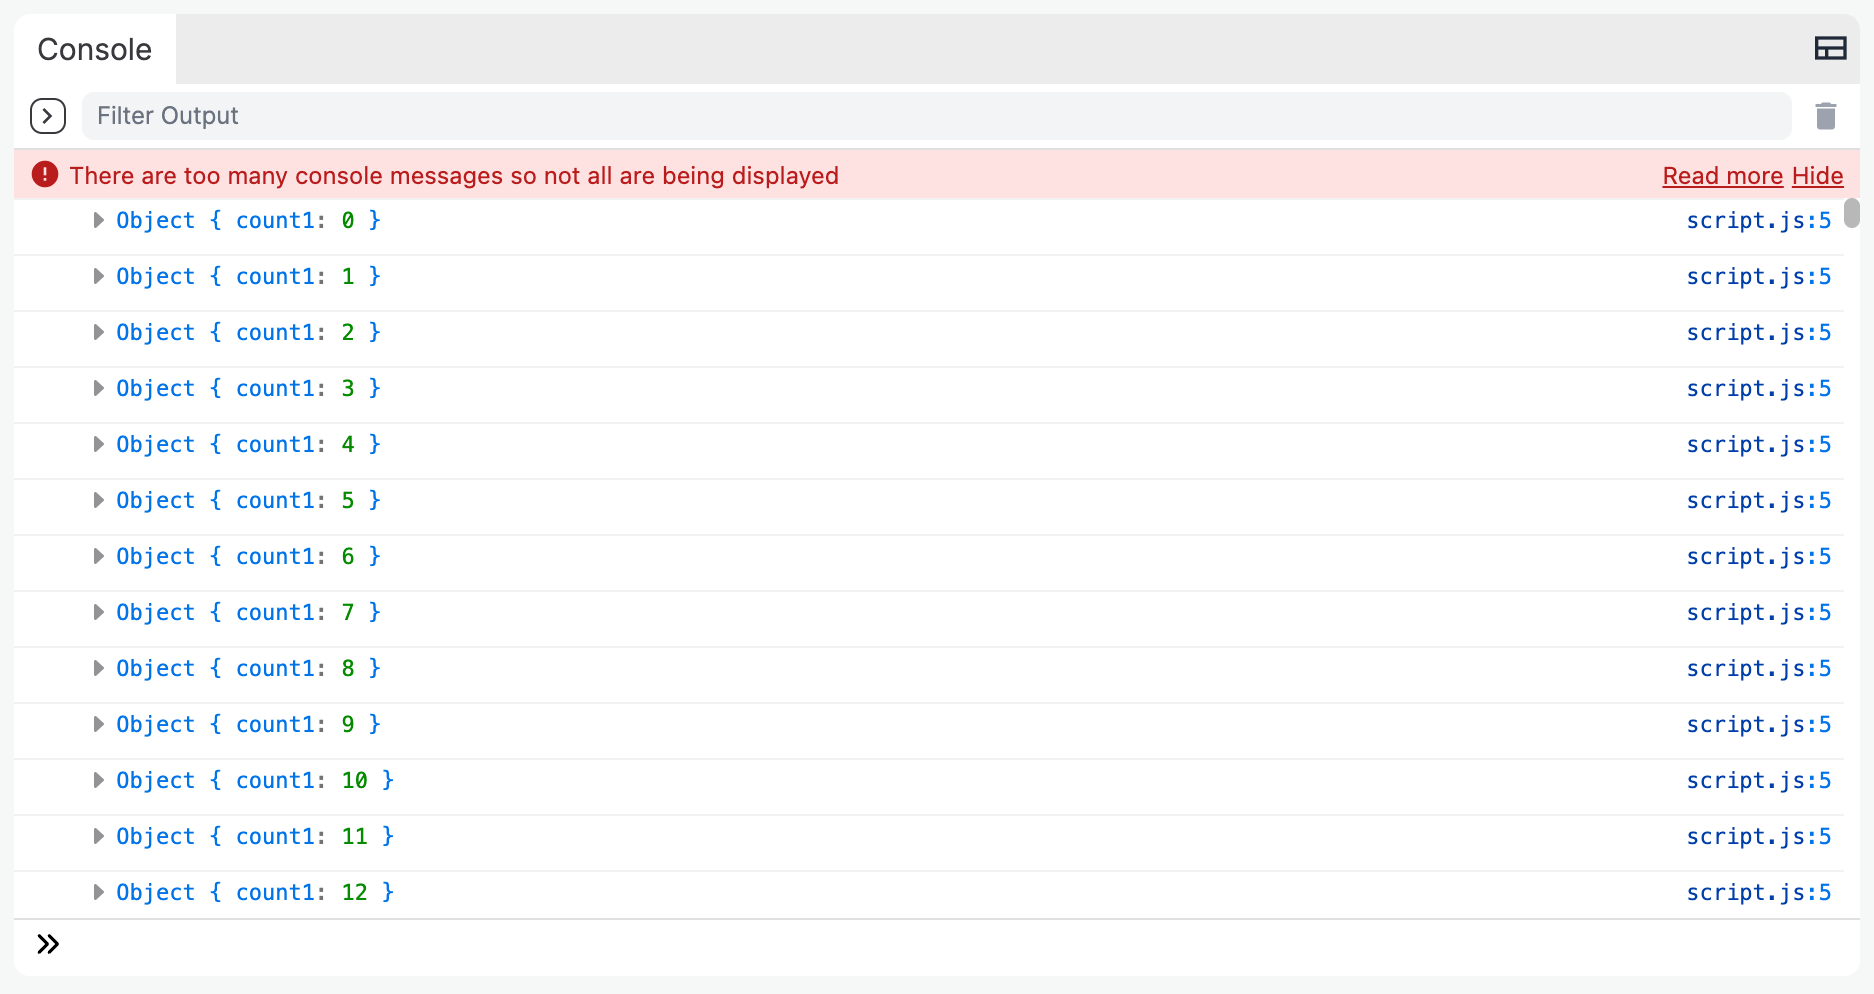 Console
Filter Output
There are too many console messages so not all are being displayed Read more Hide
Object { count1: 0 } script.js:5
Object { count1: 1 } script.js:5
Object { count1: 2 } script.js:5
Object { count1: 3 } script.js:5
Object { count1: 4 } script.js:5
Object { count1: 5 } script.js:5
Object { count1: 6 } script.js:5
Object { count1: 7 } script.js:5
Object { count1: 8 } script.js:5
Object { count1: 9 } script.js:5
Object { count1: 10 } script.js:5
Object { count1: 11 } script.js:5
Object { count1: 12 } script.js:5